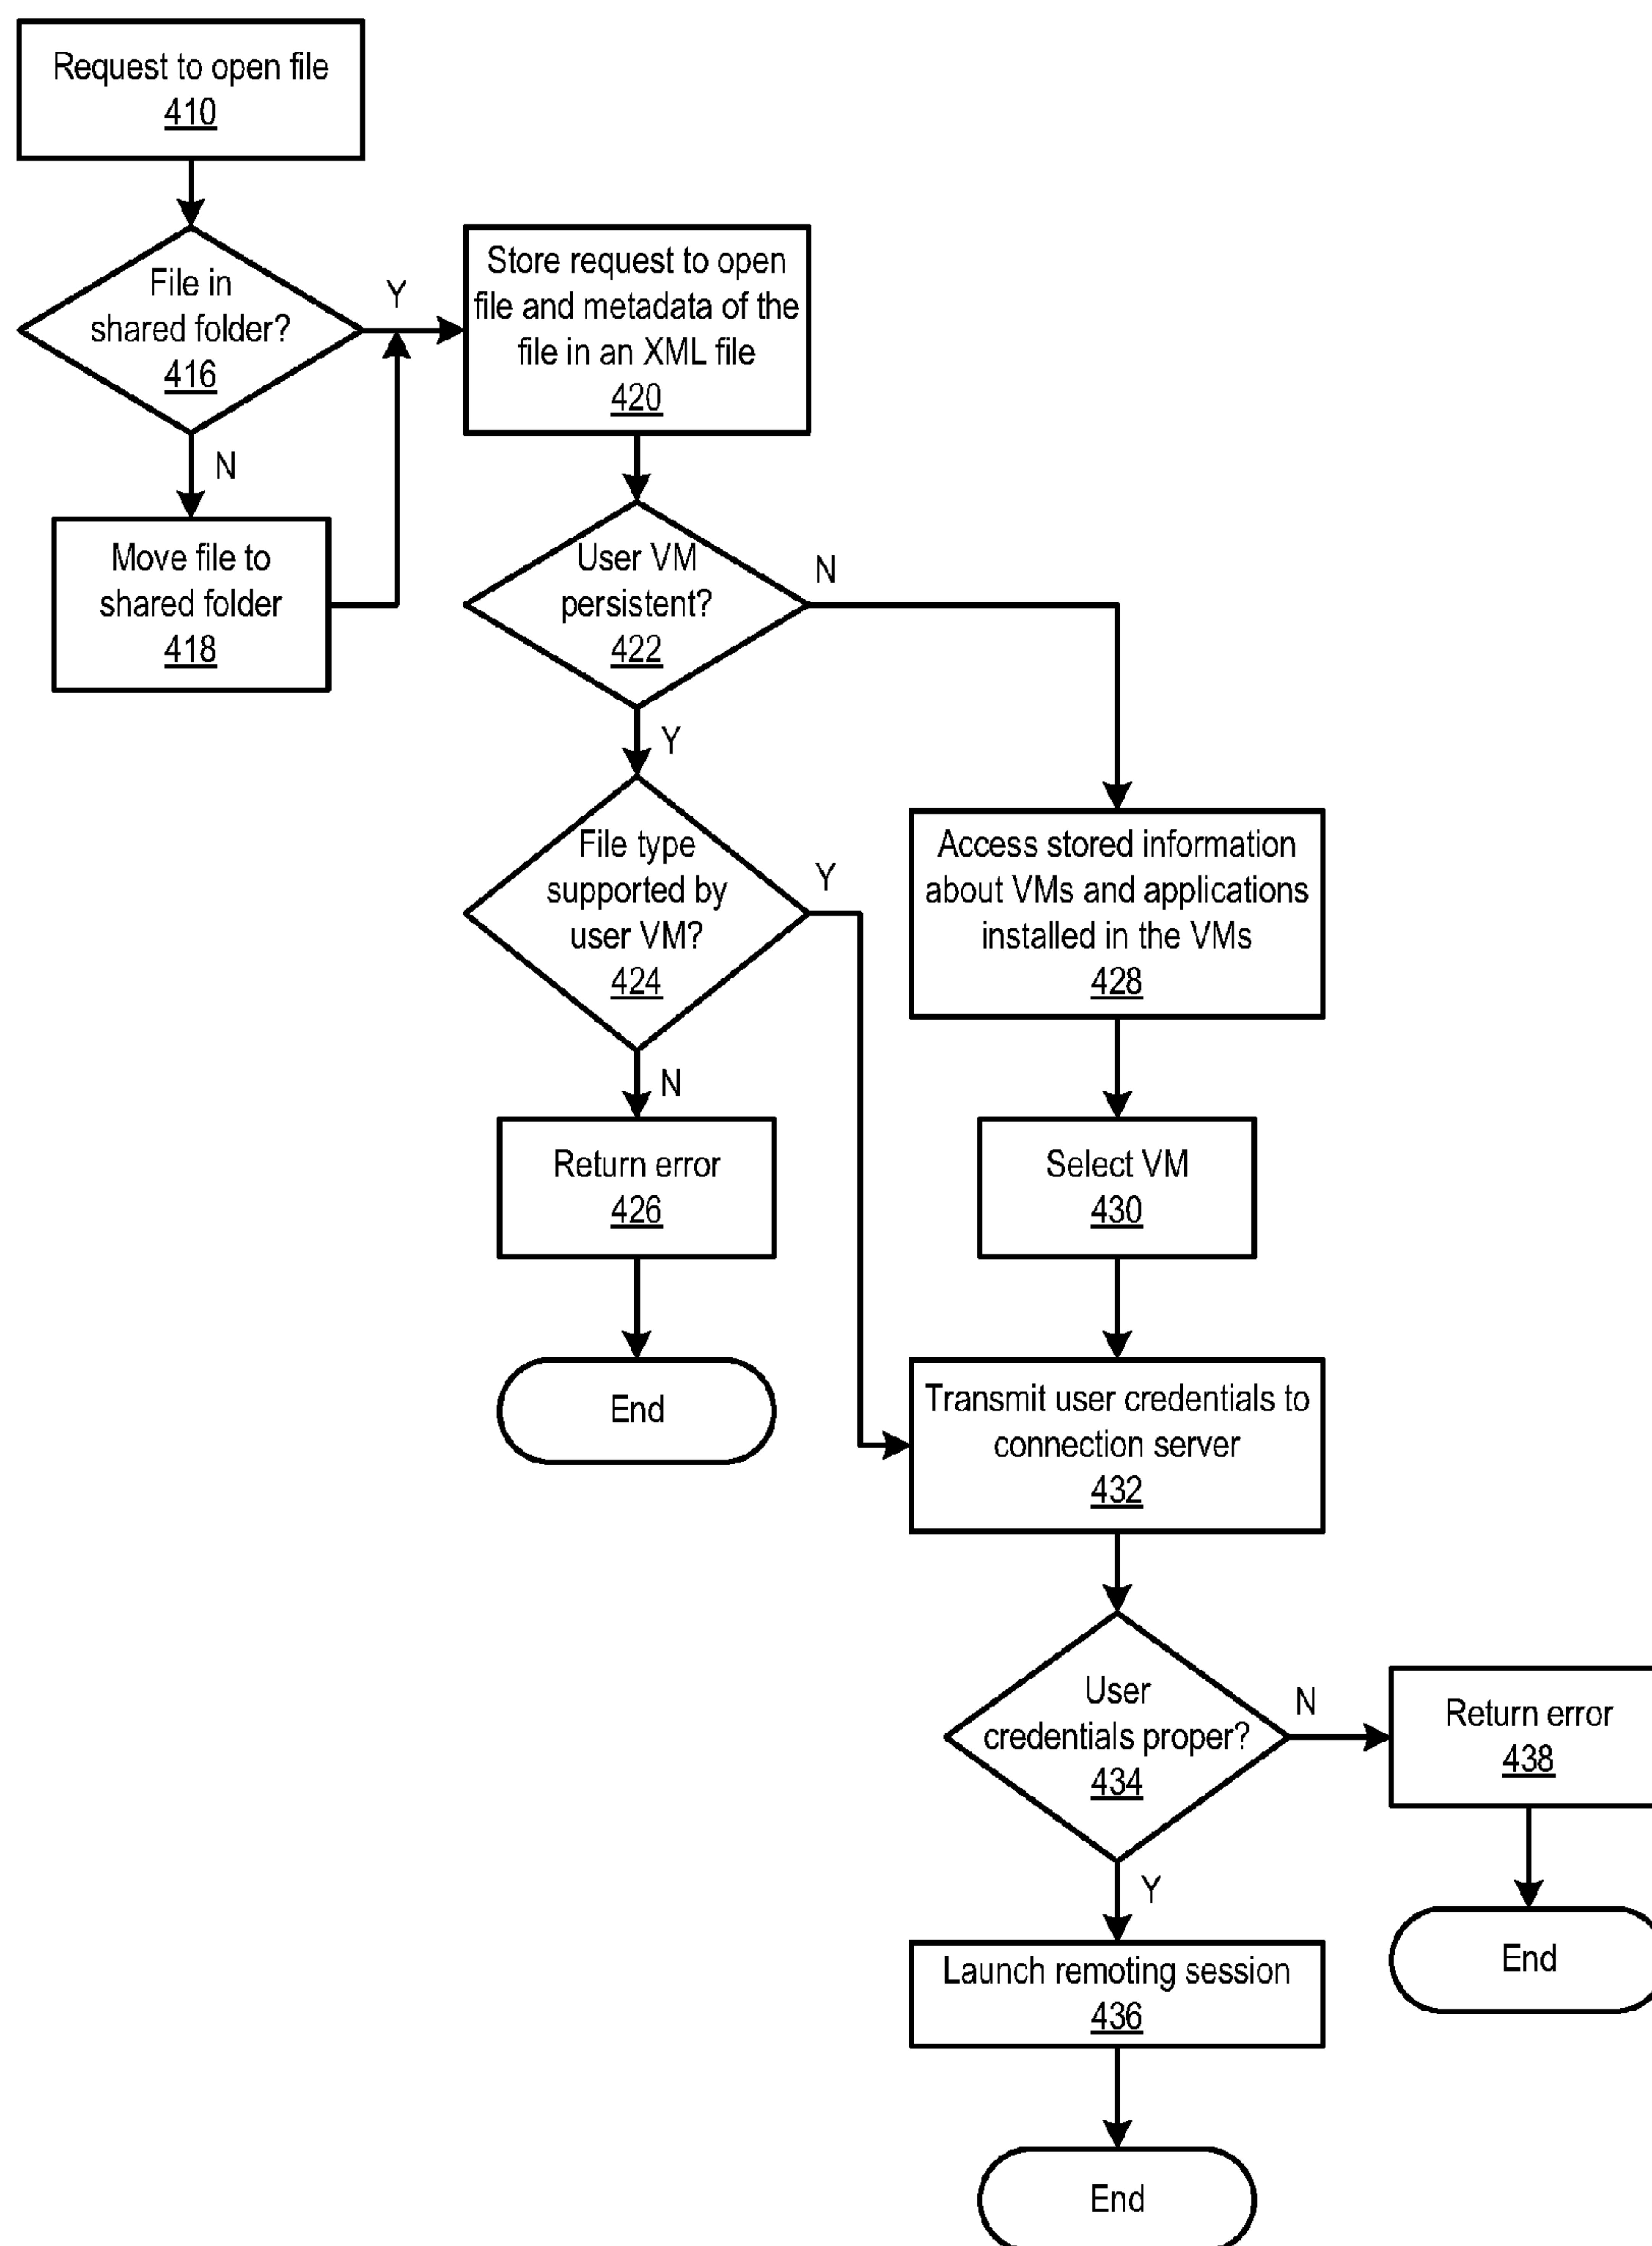 Request to open file
410
File in
shared folder?
416
Y
N
Move file to
shared folder
418
Store request to open
file and metadata of the
file in an XML file
420
User VM
persistent?
422
N
Y
File type
supported by
user VM?
424
Y
N
Return error
426
End
Access stored information
about VMs and applications
installed in the VMs
428
Select VM
430
Transmit user credentials to
connection server
432
User
credentials proper?
434
N
Return error
438
End
Y
Launch remoting session
436
End